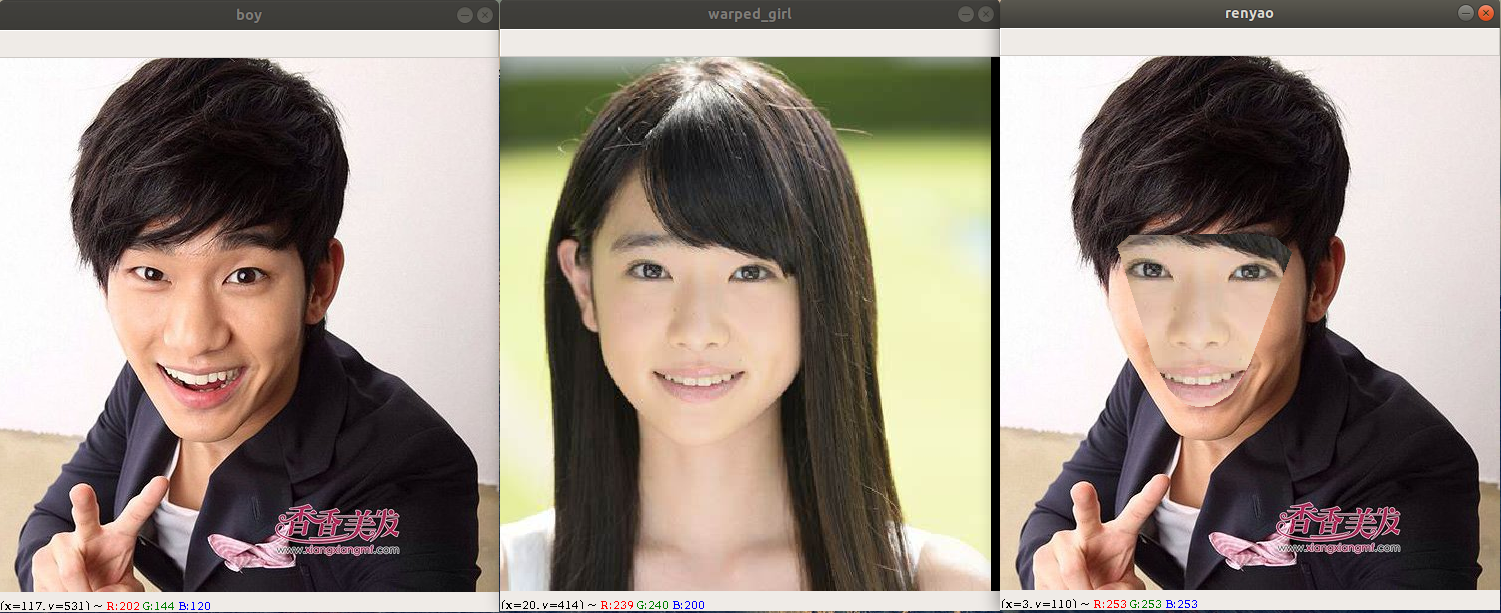 boy
warped_girl
renyao
香香美发
www.xiangxiangmf.com
香香美发
www.xiangxiangmf.com
(x=117, y=531) ~ R:202 G:144 B:120
(x=20, y=414) ~ R:239 G:240 B:200
(x=3, y=110) ~ R:253 G:253 B:253